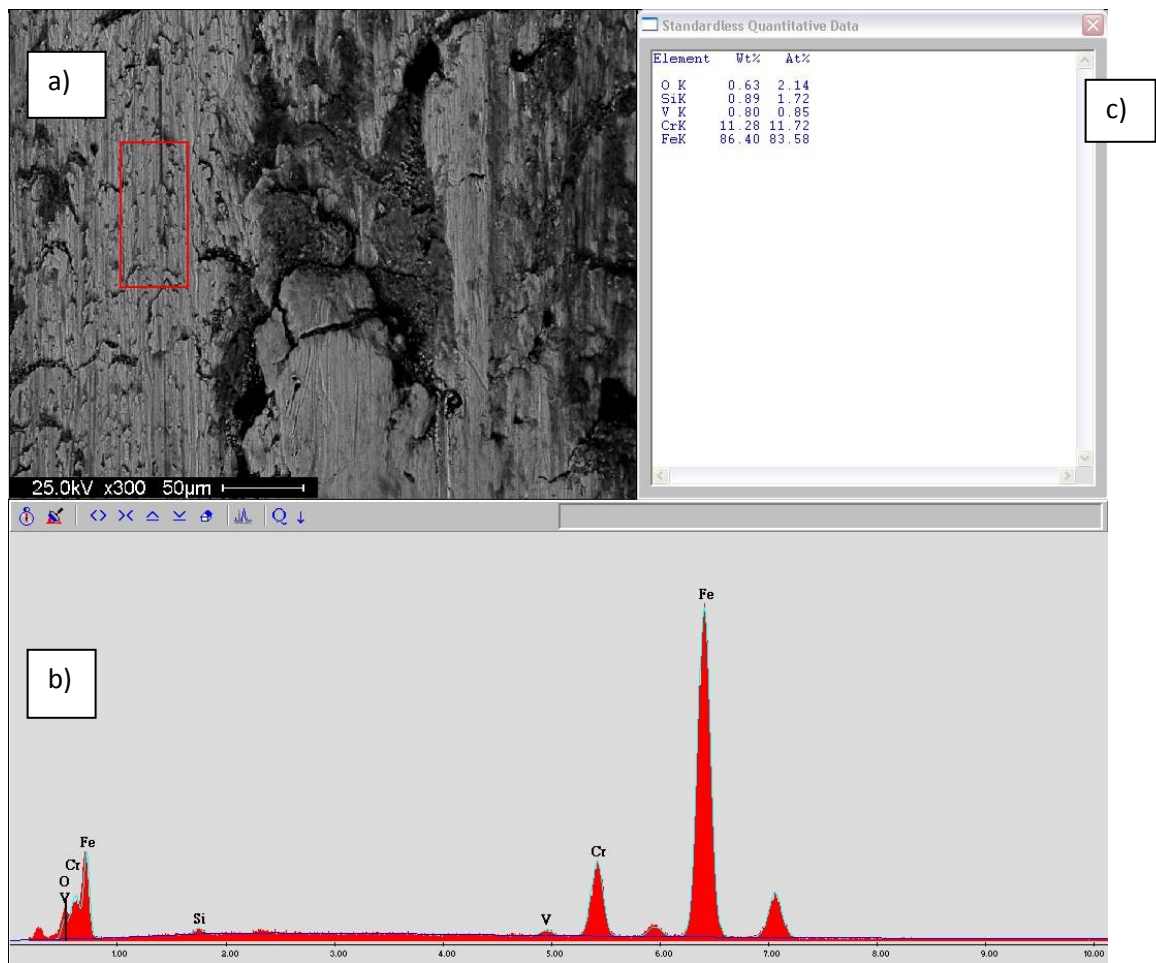 a)
25.0kV x300 50µm
Standardless Quantitative Data
Element Wt% At%
O K 0.63 2.14
SiK 0.89 1.72
V K 0.80 0.85
CrK 11.28 11.72
FeK 86.40 83.58
c)
Q
b)
Fe
Fe
Cr
O
V
Si
V
Cr
1.00 2.00 3.00 4.00 5.00 6.00 7.00 8.00 9.00 10.00